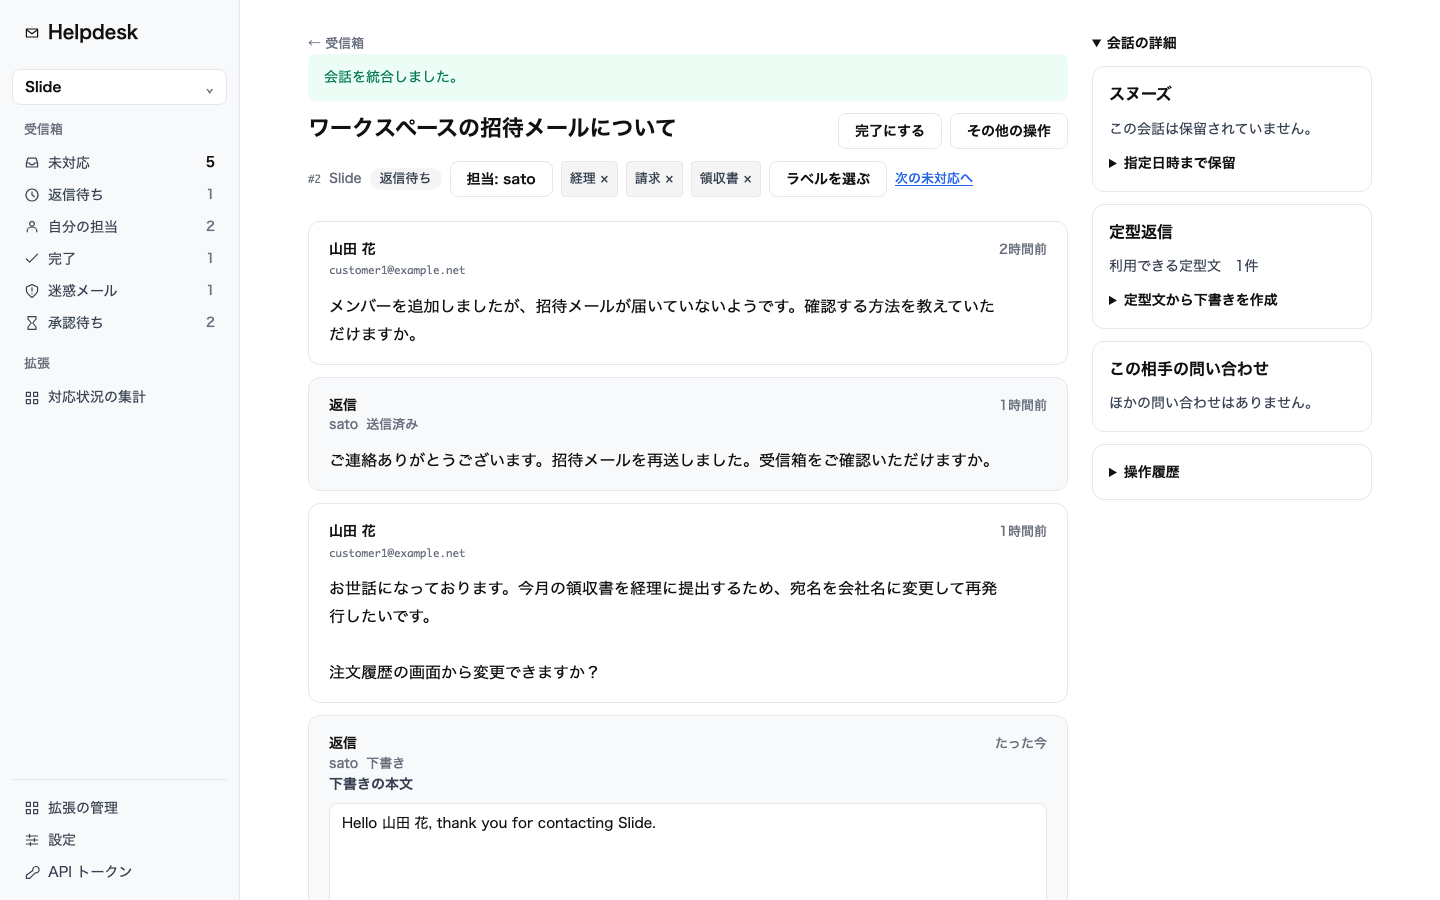 Helpdesk
Slide
受信箱
未対応 5
返信待ち 1
自分の担当 2
完了 1
迷惑メール 1
承認待ち 2
拡張
対応状況の集計
拡張の管理
設定
API トークン
← 受信箱
会話を統合しました。
ワークスペースの招待メールについて
完了にする
その他の操作
#2 Slide 返信待ち 担当: sato 経理 × 請求 × 領収書 × ラベルを選ぶ 次の未対応へ
山田 花 2時間前
customer1@example.net
メンバーを追加しましたが、招待メールが届いていないようです。確認する方法を教えていた
だけますか。
返信 1時間前
sato 送信済み
ご連絡ありがとうございます。招待メールを再送しました。受信箱をご確認いただけますか。
山田 花 1時間前
customer1@example.net
お世話になっております。今月の領収書を経理に提出するため、宛名を会社名に変更して再発
行したいです。
注文履歴の画面から変更できますか？
返信 たった今
sato 下書き
下書きの本文
Hello 山田 花, thank you for contacting Slide.
▼ 会話の詳細
スヌーズ
この会話は保留されていません。
▶ 指定日時まで保留
定型返信
利用できる定型文 1件
▶ 定型文から下書きを作成
この相手の問い合わせ
ほかの問い合わせはありません。
▶ 操作履歴